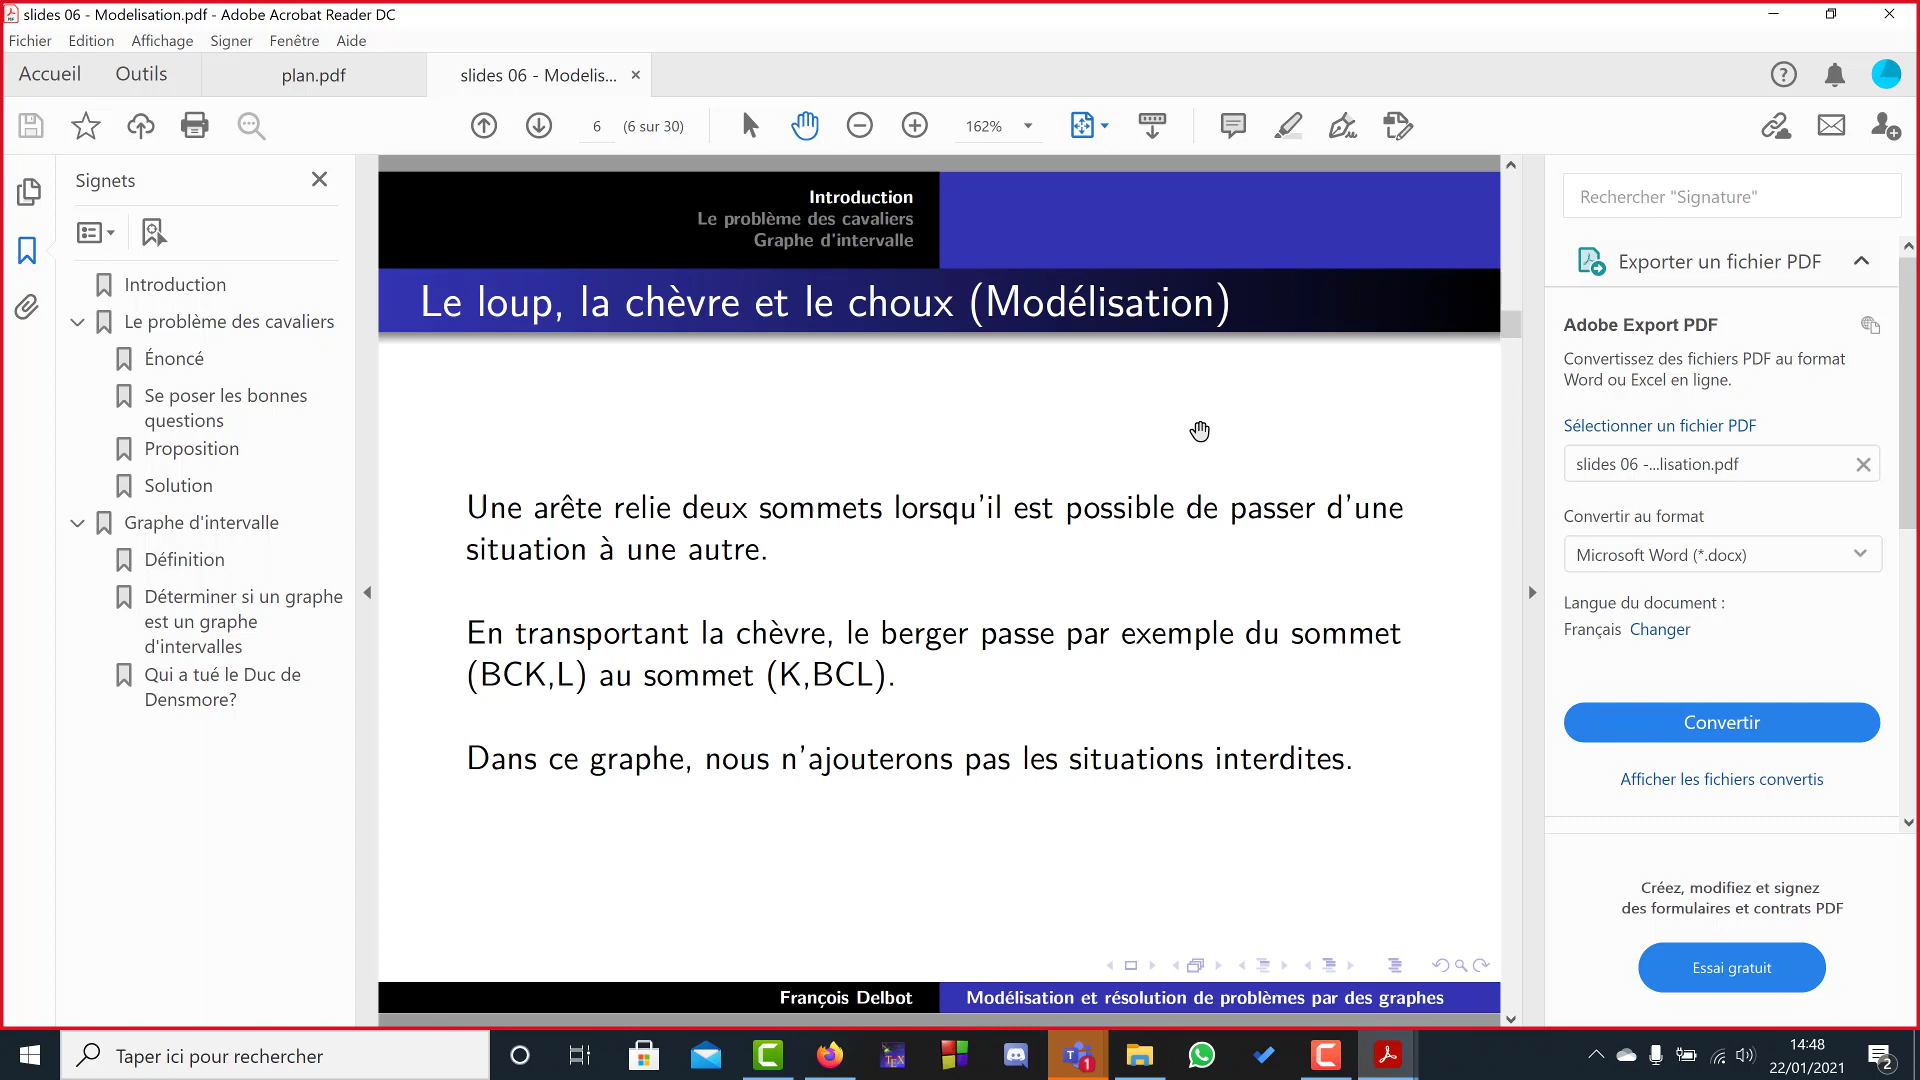 slides 06 - Modelisation.pdf - Adobe Acrobat Reader DC
Fichier Edition Affichage Signer Fenêtre Aide
Accueil Outils plan.pdf slides 06 - Modelis...
6 (6 sur 30) 162%
Signets
Introduction
Le problème des cavaliers
Énoncé
Se poser les bonnes
questions
Proposition
Solution
Graphe d'intervalle
Définition
Déterminer si un graphe
est un graphe
d'intervalles
Qui a tué le Duc de
Densmore?
Introduction
Le problème des cavaliers
Graphe d'intervalle
Le loup, la chèvre et le choux (Modélisation)
Une arête relie deux sommets lorsqu'il est possible de passer d'une
situation à une autre.
En transportant la chèvre, le berger passe par exemple du sommet
(BCK,L) au sommet (K,BCL).
Dans ce graphe, nous n'ajouterons pas les situations interdites.
François Delbot Modélisation et résolution de problèmes par des graphes
Rechercher "Signature"
Exporter un fichier PDF
Adobe Export PDF
Convertissez des fichiers PDF au format
Word ou Excel en ligne.
Sélectionner un fichier PDF
slides 06 -...lisation.pdf
Convertir au format
Microsoft Word (*.docx)
Langue du document :
Français Changer
Convertir
Afficher les fichiers convertis
Créez, modifiez et signez
des formulaires et contrats PDF
Essai gratuit
Taper ici pour rechercher
14:48
22/01/2021
1
2